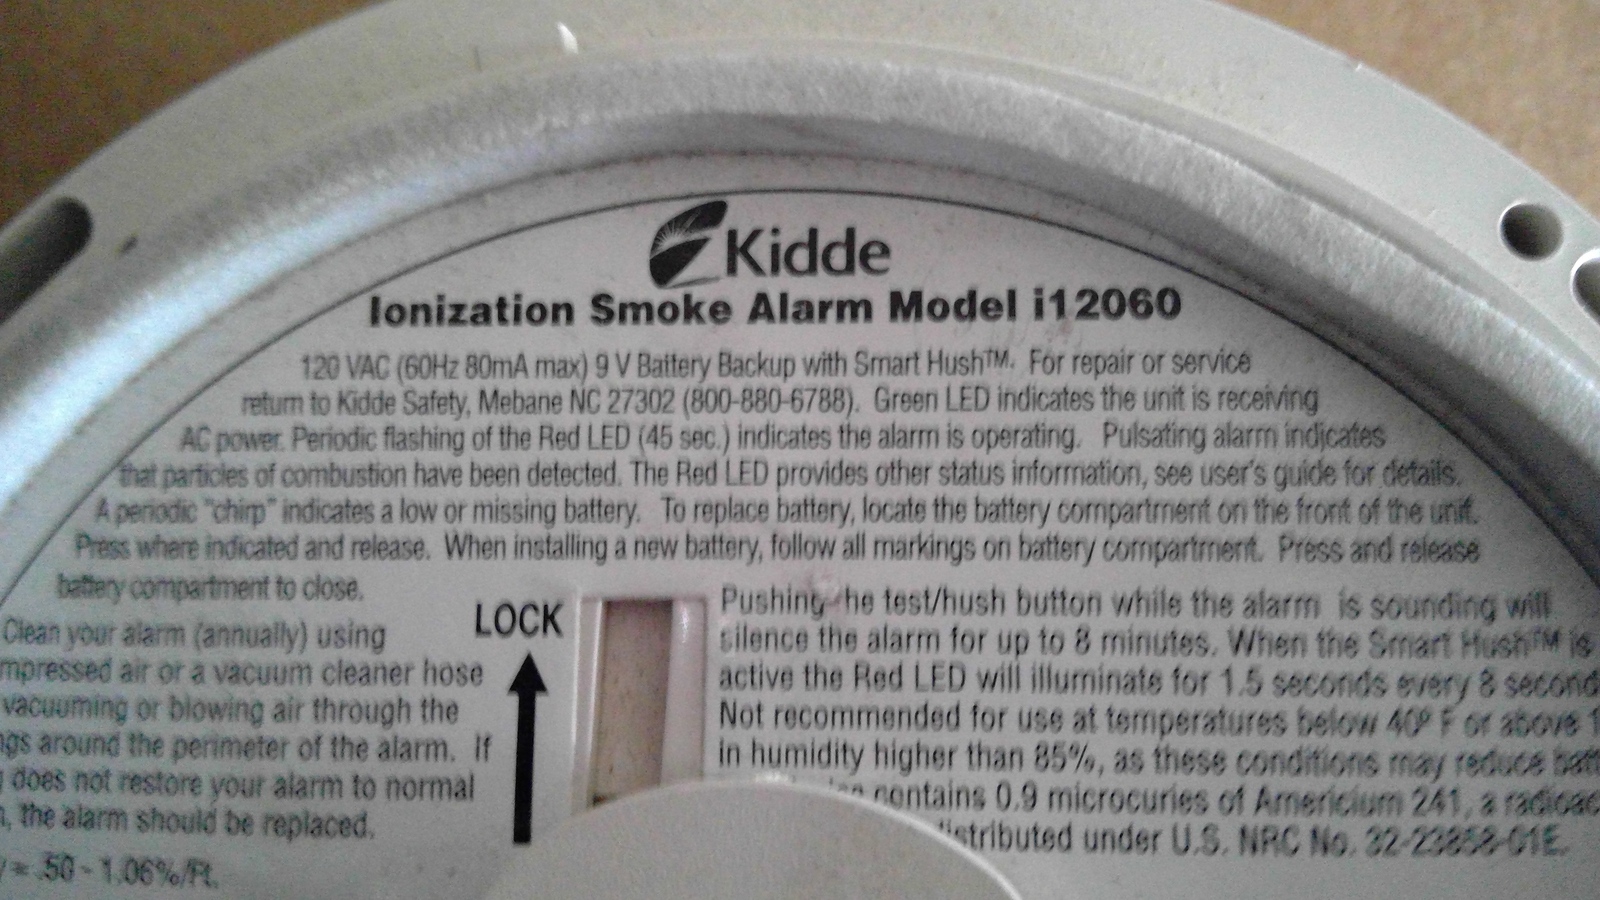 Kidde
Ionization Smoke Alarm Model i12060
120 VAC (60Hz 80mA max) 9 V Battery Backup with Smart Hush™. For repair or service
return to Kidde Safety, Mebane NC 27302 (800-880-6788). Green LED indicates the unit is receiving
AC power. Periodic flashing of the Red LED (45 sec.) indicates the alarm is operating. Pulsating alarm indicates
that particles of combustion have been detected. The Red LED provides other status information, see user's guide for details.
A periodic "chirp" indicates a low or missing battery. To replace battery, locate the battery compartment on the front of the unit.
Press where indicated and release. When installing a new battery, follow all markings on battery compartment. Press and release
battery compartment to close.
Clean your alarm (annually) using
mpressed air or a vacuum cleaner hose
vacuuming or blowing air through the
ngs around the perimeter of the alarm. If
does not restore your alarm to normal
, the alarm should be replaced.
= .50 - 1.06%/Ft.
LOCK
Pushing he test/hush button while the alarm is sounding will
silence the alarm for up to 8 minutes. When the Smart Hush™ is
active the Red LED will illuminate for 1.5 seconds every 8 second
Not recommended for use at temperatures below 40º F or above 1
in humidity higher than 85%, as these conditions may reduce batt
contains 0.9 microcuries of Americium 241, a radioac
istributed under U.S. NRC No. 32-23858-01E.